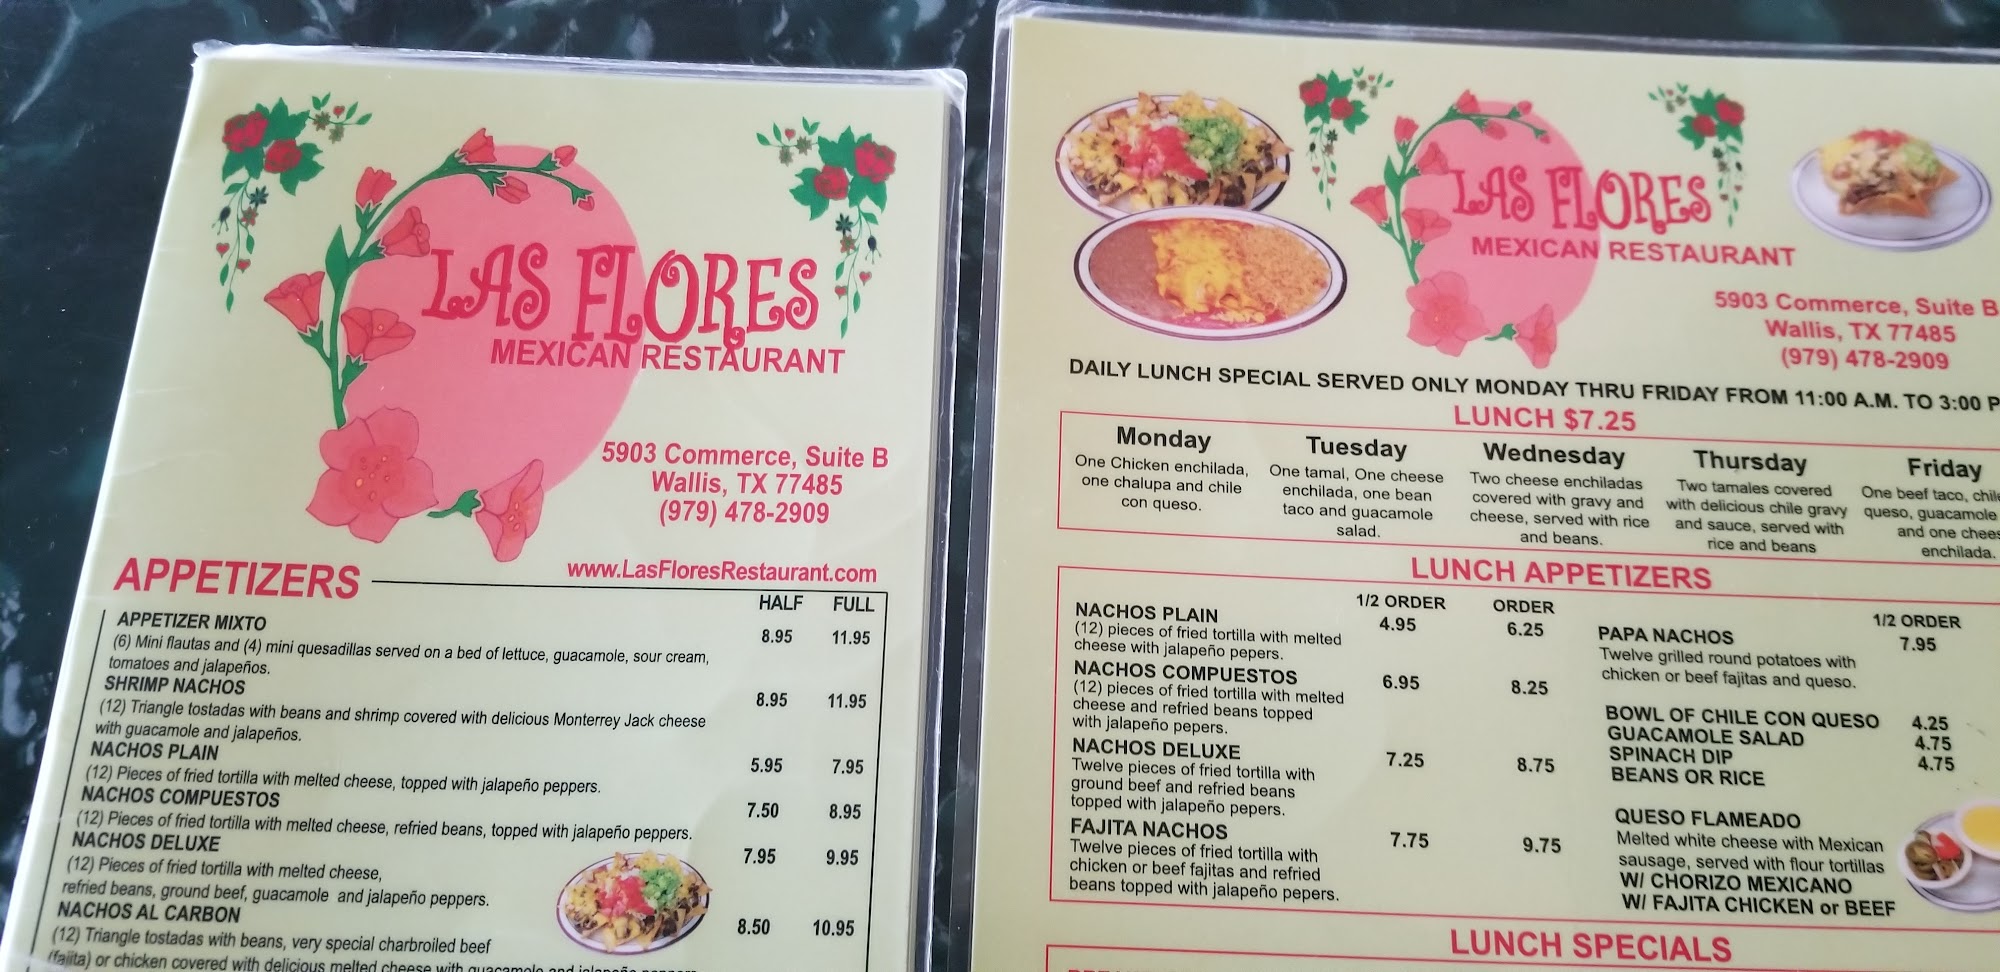 LAS FLORES
MEXICAN RESTAURANT
5903 Commerce, Suite B
Wallis, TX 77485
(979) 478-2909
www.LasFloresRestaurant.com
APPETIZERS
HALF FULL
APPETIZER MIXTO 8.95 11.95
(6) Mini flautas and (4) mini quesadillas served on a bed of lettuce, guacamole, sour cream,
tomatoes and jalapeños.
SHRIMP NACHOS 8.95 11.95
(12) Triangle tostadas with beans and shrimp covered with delicious Monterrey Jack cheese
with guacamole and jalapeños.
NACHOS PLAIN 5.95 7.95
(12) Pieces of fried tortilla with melted cheese, topped with jalapeño peppers.
NACHOS COMPUESTOS 7.50 8.95
(12) Pieces of fried tortilla with melted cheese, refried beans, topped with jalapeño peppers.
NACHOS DELUXE 7.95 9.95
(12) Pieces of fried tortilla with melted cheese,
refried beans, ground beef, guacamole and jalapeño peppers.
NACHOS AL CARBON 8.50 10.95
(12) Triangle tostadas with beans, very special charbroiled beef
(fajita) or chicken covered with delicious melted cheese with guacamole and jalapeño peppers
LAS FLORES
MEXICAN RESTAURANT
5903 Commerce, Suite B
Wallis, TX 77485
(979) 478-2909
DAILY LUNCH SPECIAL SERVED ONLY MONDAY THRU FRIDAY FROM 11:00 A.M. TO 3:00 P
LUNCH $7.25
Monday
One Chicken enchilada,
one chalupa and chile
con queso.
Tuesday
One tamal, One cheese
enchilada, one bean
taco and guacamole
salad.
Wednesday
Two cheese enchiladas
covered with gravy and
cheese, served with rice
and beans.
Thursday
Two tamales covered
with delicious chile gravy
and sauce, served with
rice and beans
Friday
One beef taco, chile
queso, guacamole
and one chees
enchilada.
LUNCH APPETIZERS
1/2 ORDER ORDER
NACHOS PLAIN 4.95 6.25
(12) pieces of fried tortilla with melted
cheese with jalapeño pepers.
NACHOS COMPUESTOS 6.95 8.25
(12) pieces of fried tortilla with melted
cheese and refried beans topped
with jalapeño pepers.
NACHOS DELUXE 7.25 8.75
Twelve pieces of fried tortilla with
ground beef and refried beans
topped with jalapeño pepers.
FAJITA NACHOS 7.75 9.75
Twelve pieces of fried tortilla with
chicken or beef fajitas and refried
beans topped with jalapeño pepers.
1/2 ORDER
PAPA NACHOS 7.95
Twelve grilled round potatoes with
chicken or beef fajitas and queso.
BOWL OF CHILE CON QUESO 4.25
GUACAMOLE SALAD 4.75
SPINACH DIP 4.75
BEANS OR RICE
QUESO FLAMEADO
Melted white cheese with Mexican
sausage, served with flour tortillas
W/ CHORIZO MEXICANO
W/ FAJITA CHICKEN or BEEF
LUNCH SPECIALS